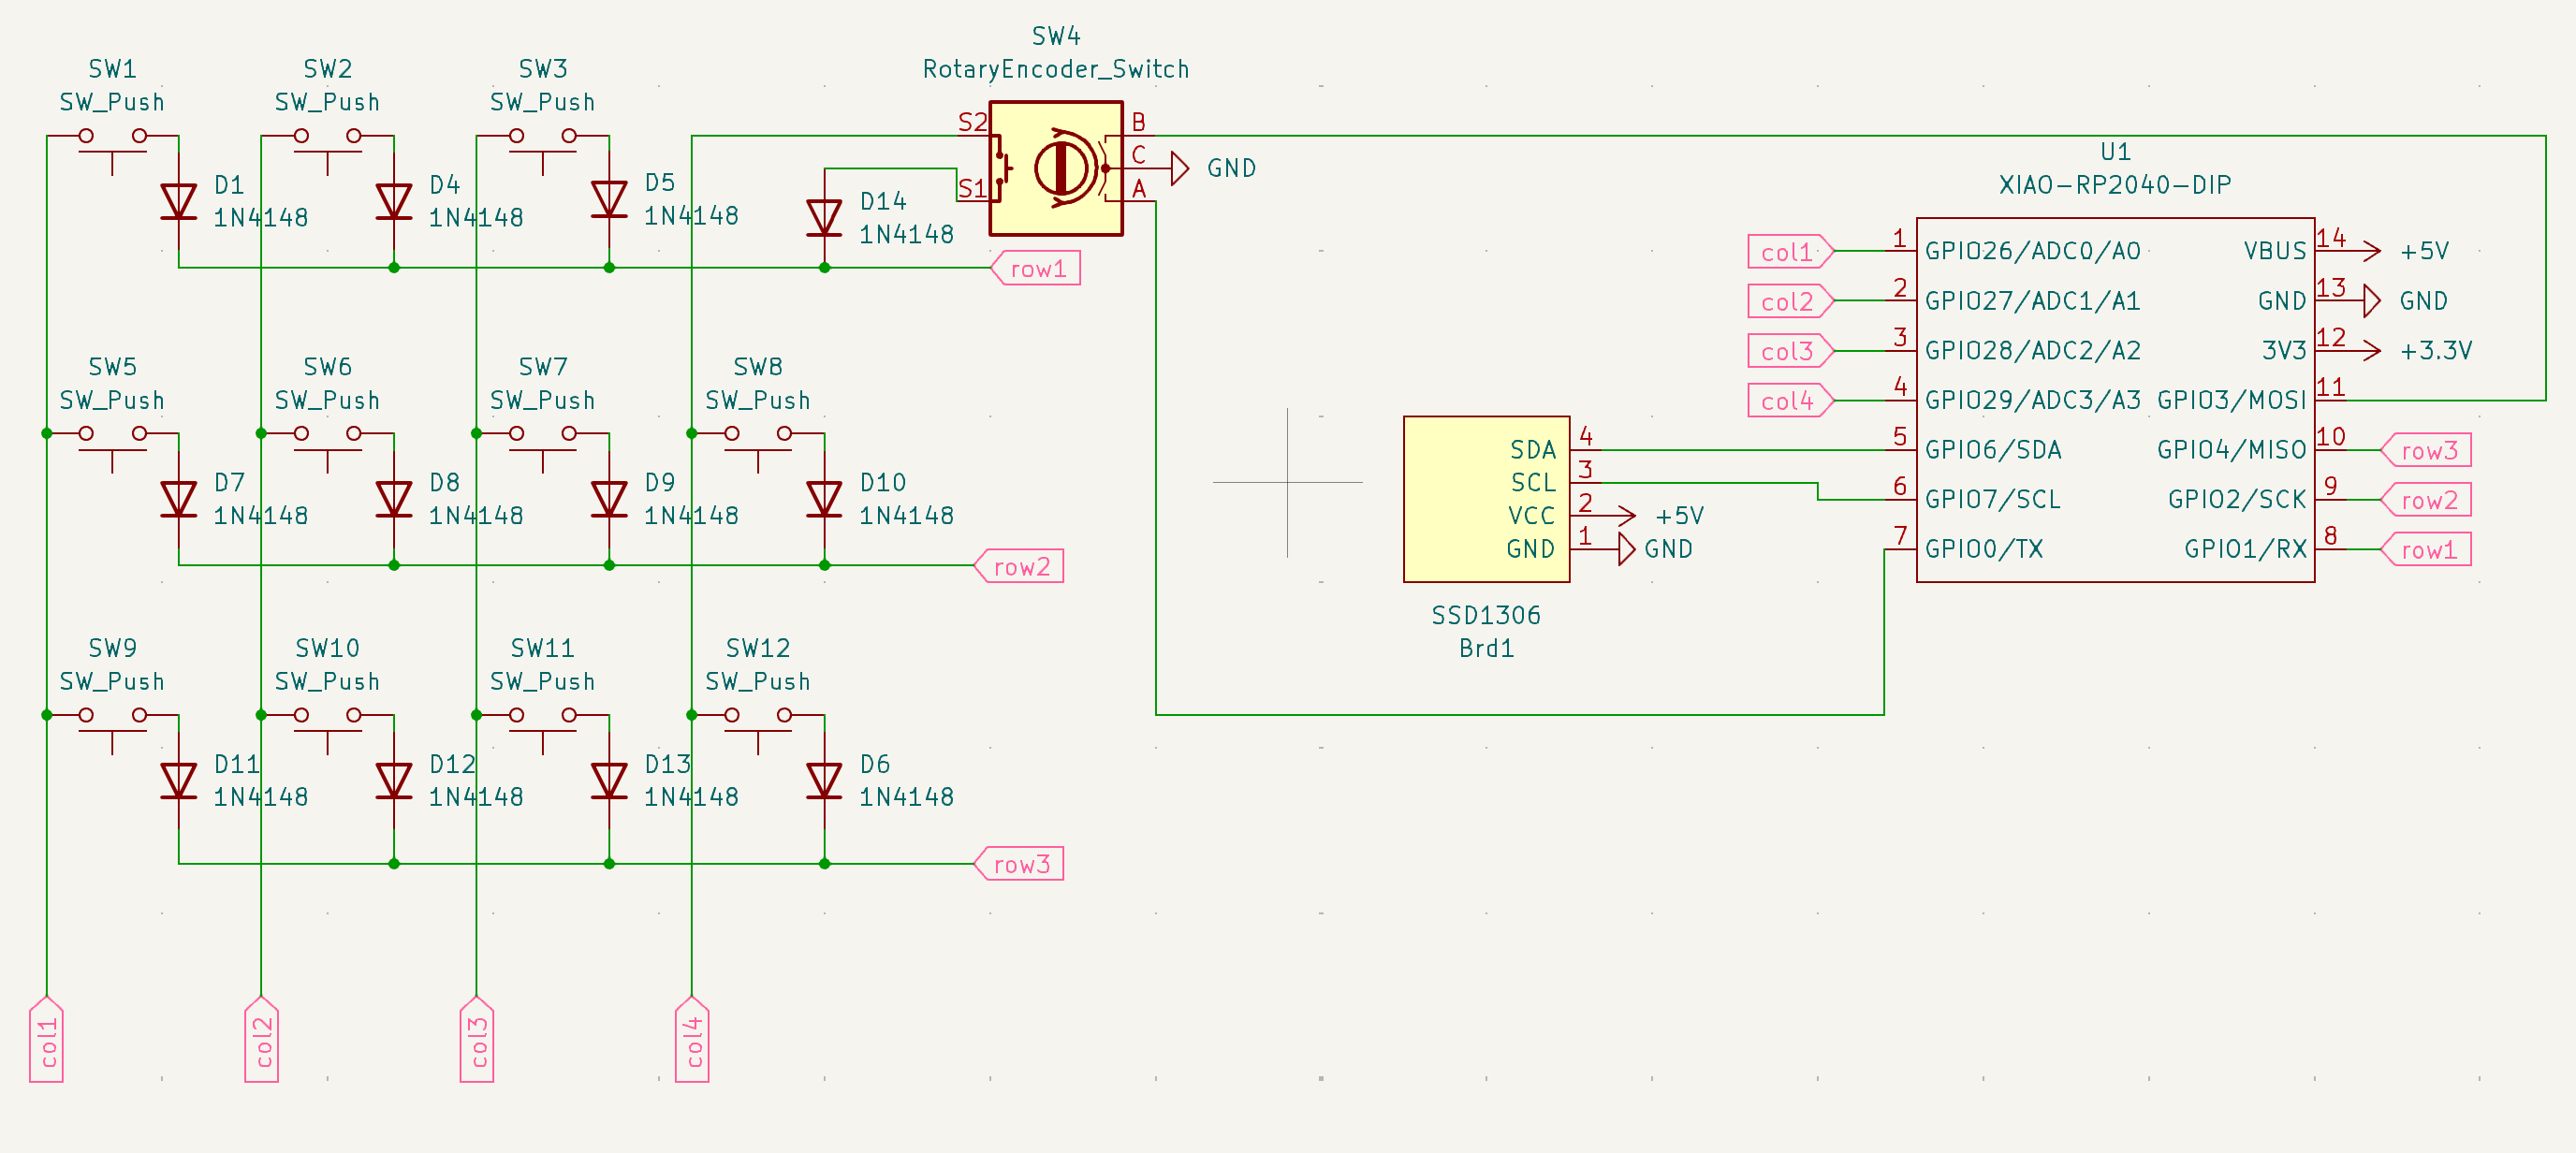 SW1
SW_Push
SW2
SW_Push
SW3
SW_Push
SW4
RotaryEncoder_Switch
S2
S1
B
C
A
GND
D1
1N4148
D4
1N4148
D5
1N4148
D14
1N4148
row1
SW5
SW_Push
SW6
SW_Push
SW7
SW_Push
SW8
SW_Push
D7
1N4148
D8
1N4148
D9
1N4148
D10
1N4148
row2
SW9
SW_Push
SW10
SW_Push
SW11
SW_Push
SW12
SW_Push
D11
1N4148
D12
1N4148
D13
1N4148
D6
1N4148
row3
col1
col2
col3
col4
SDA 4
SCL 3
VCC 2 +5V
GND 1 GND
SSD1306
Brd1
U1
XIAO-RP2040-DIP
col1 1 GPIO26/ADC0/A0
col2 2 GPIO27/ADC1/A1
col3 3 GPIO28/ADC2/A2
col4 4 GPIO29/ADC3/A3
5 GPIO6/SDA
6 GPIO7/SCL
7 GPIO0/TX
VBUS 14 +5V
GND 13 GND
3V3 12 +3.3V
GPIO3/MOSI 11
GPIO4/MISO 10 row3
GPIO2/SCK 9 row2
GPIO1/RX 8 row1